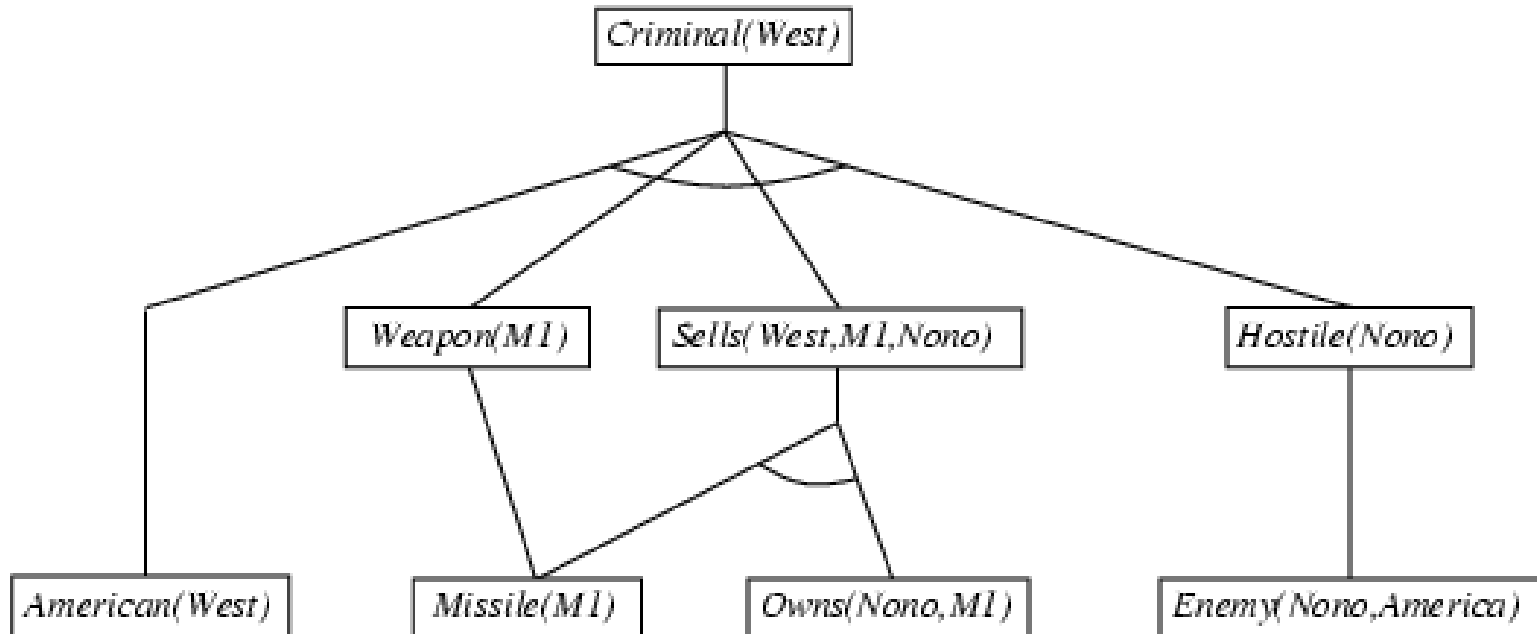 Criminal(West)
Weapon(M1)
Sells(West,M1,Nono)
Hostile(Nono)
American(West)
Missile(M1)
Owns(Nono,M1)
Enemy(Nono,America)